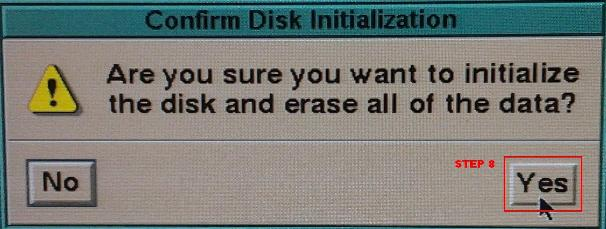 Confirm Disk Initialization
Are you sure you want to initialize
the disk and erase all of the data?
No
STEP 8
Yes